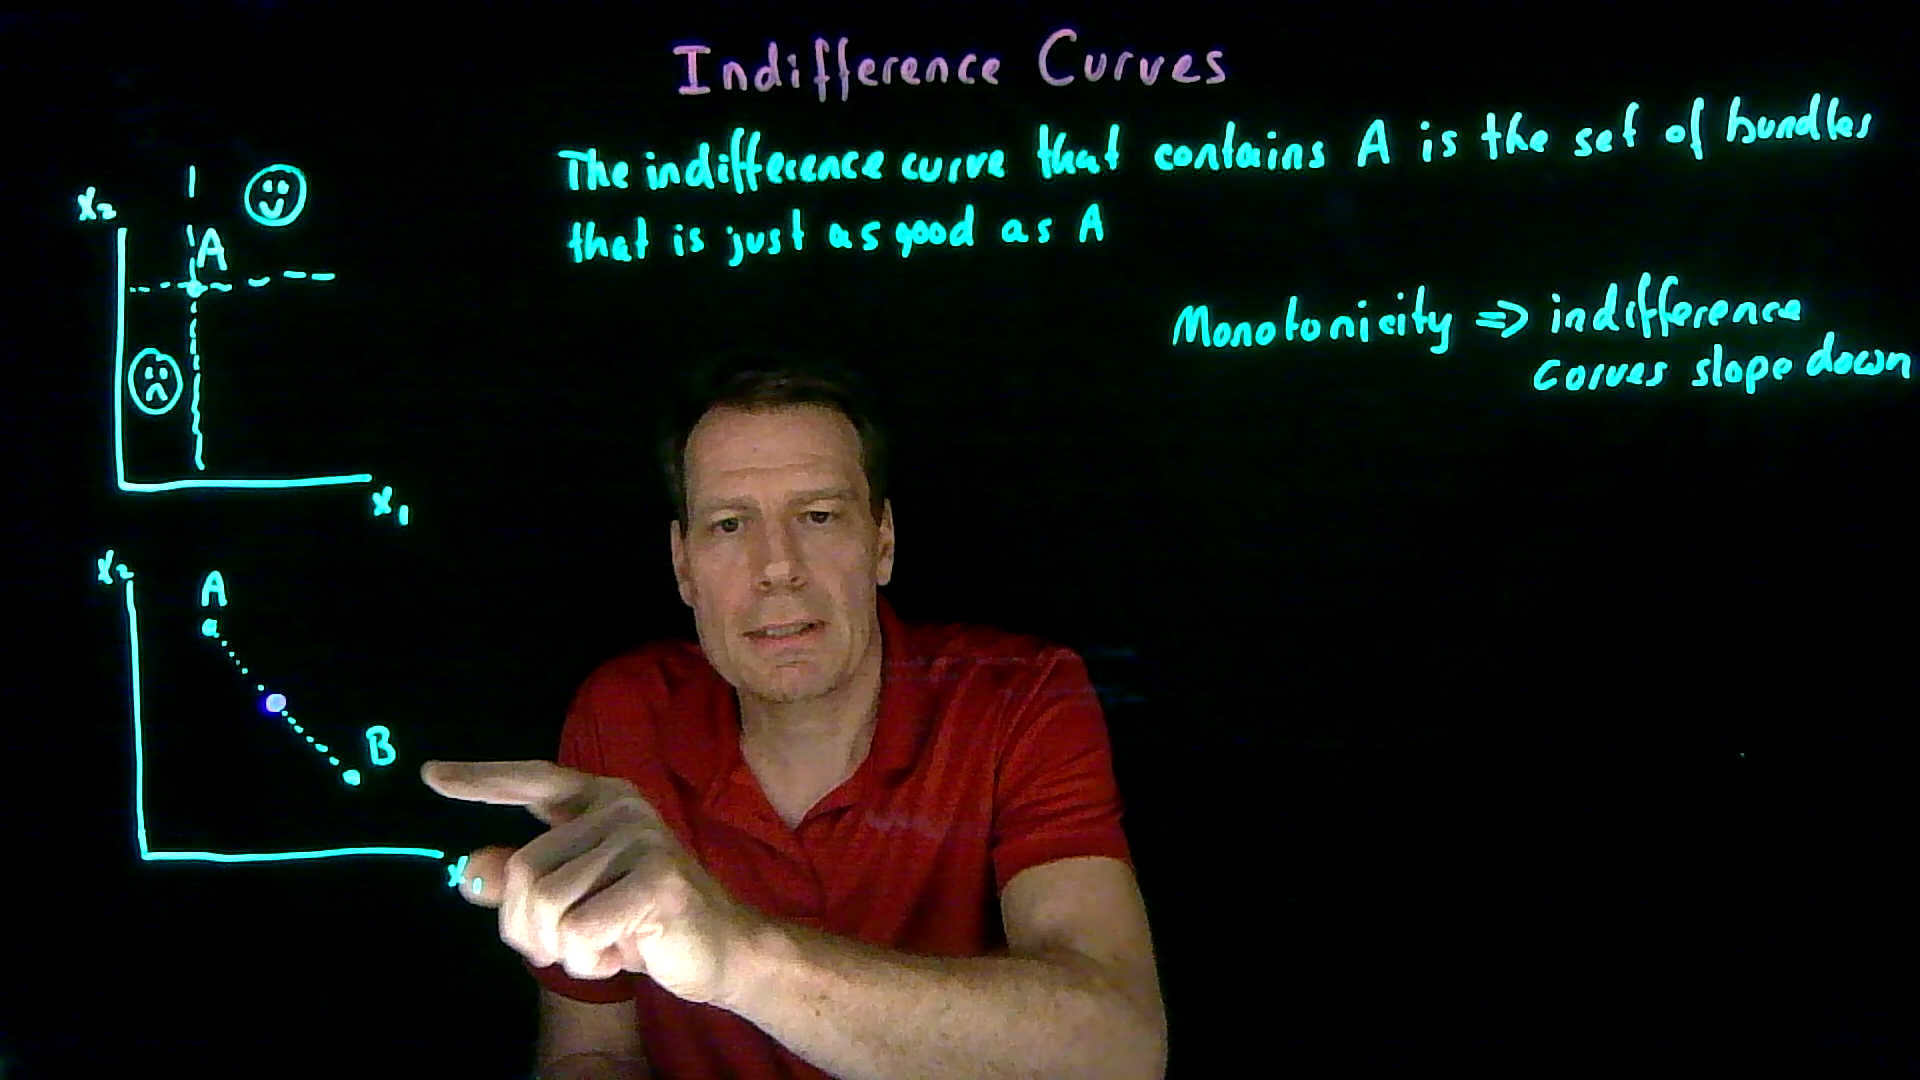 Indifference Curves
The indifference curve that contains A is the set of bundles
that is just as good as A
Monotonicity ⇒ indifference
curves slope down
x₂
A
x₁
x₂
A
B
x₁